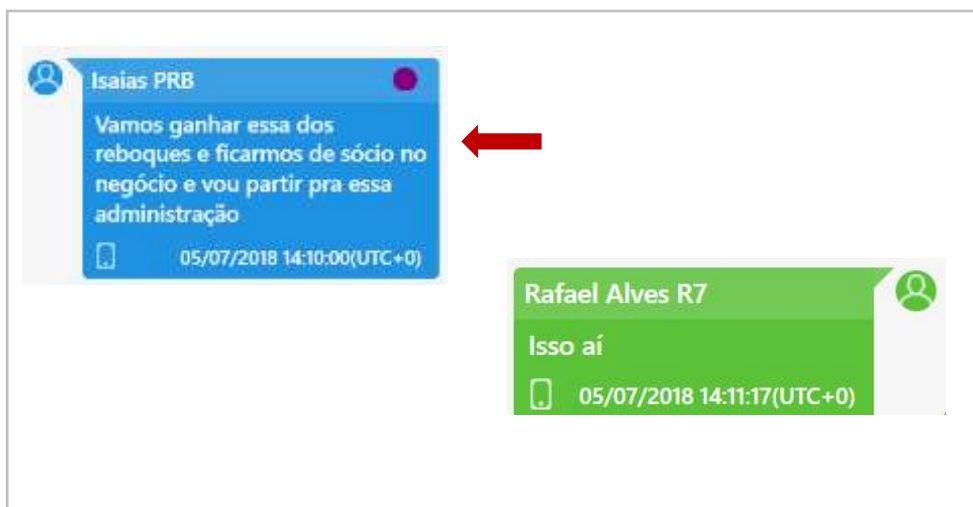 Isaias PRB
Vamos ganhar essa dos
reboques e ficarmos de sócio no
negócio e vou partir pra essa
administração
05/07/2018 14:10:00(UTC+0)
Rafael Alves R7
Isso aí
05/07/2018 14:11:17(UTC+0)